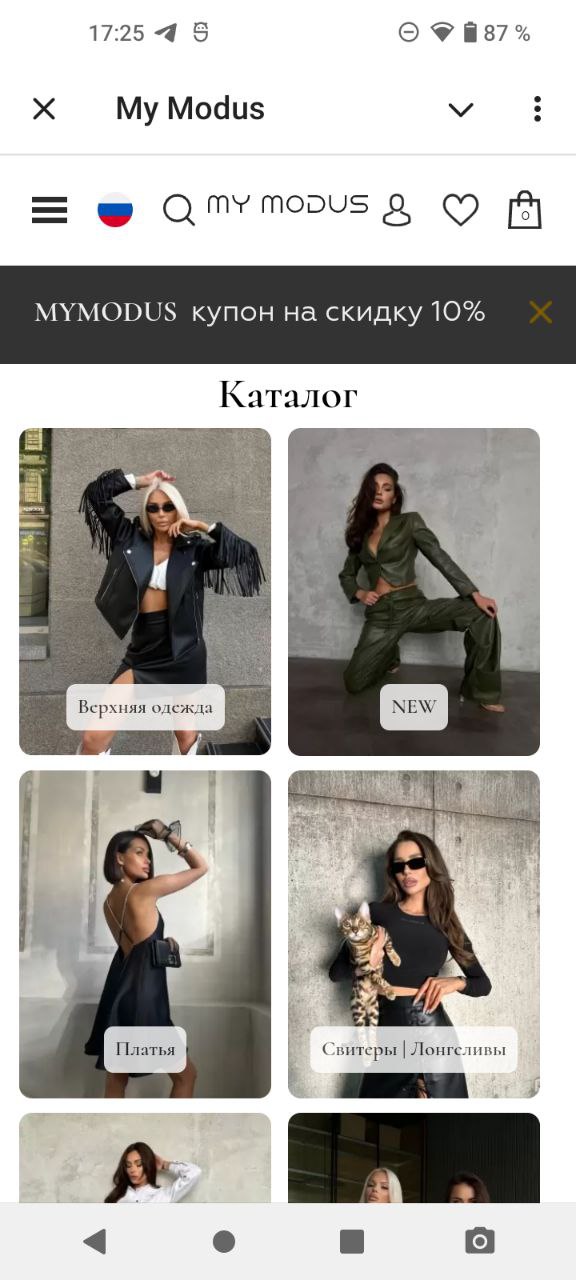 17:25
87 %
My Modus
MY MODUS
0
MYMODUS купон на скидку 10%
Каталог
Верхняя одежда
NEW
Платья
Свитеры | Лонгсливы